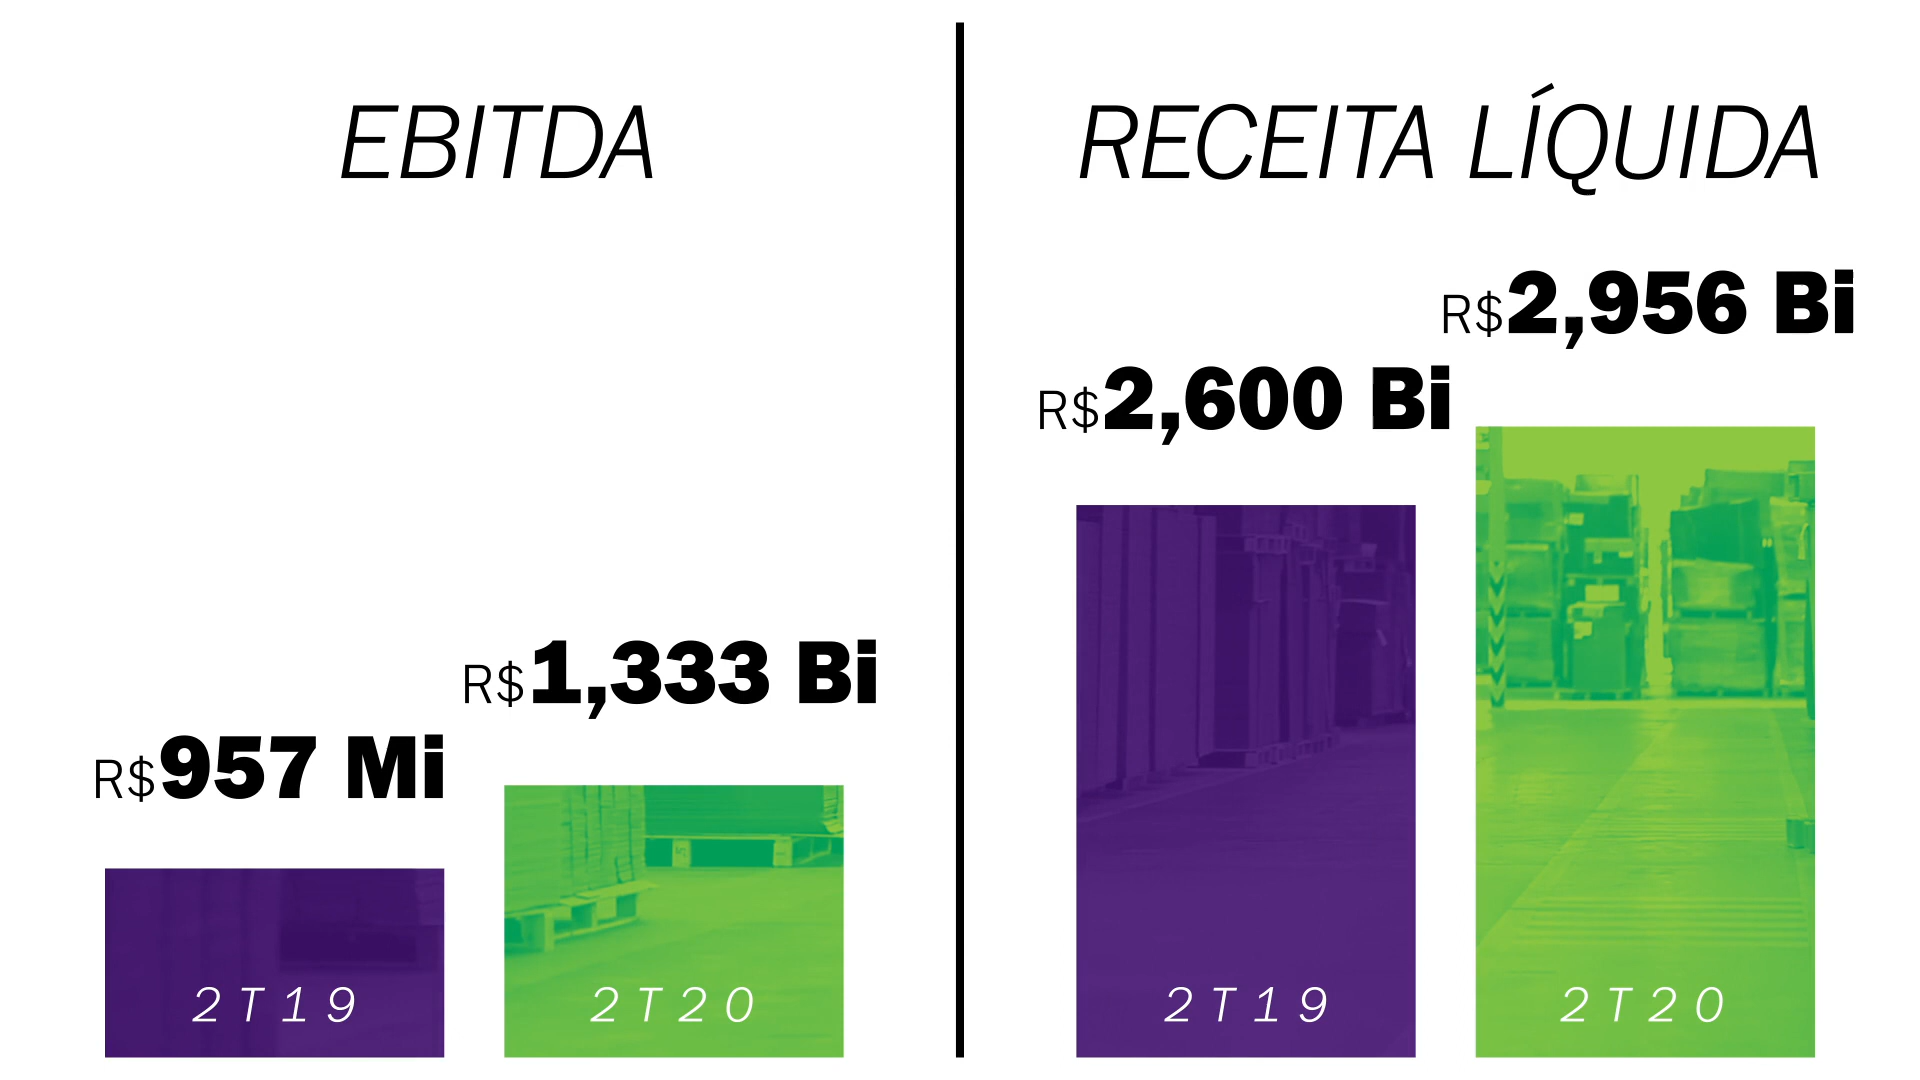 EBITDA
R$957 Mi
R$1,333 Bi
2T19
2T20
RECEITA LÍQUIDA
R$2,600 Bi
R$2,956 Bi
2T19
2T20